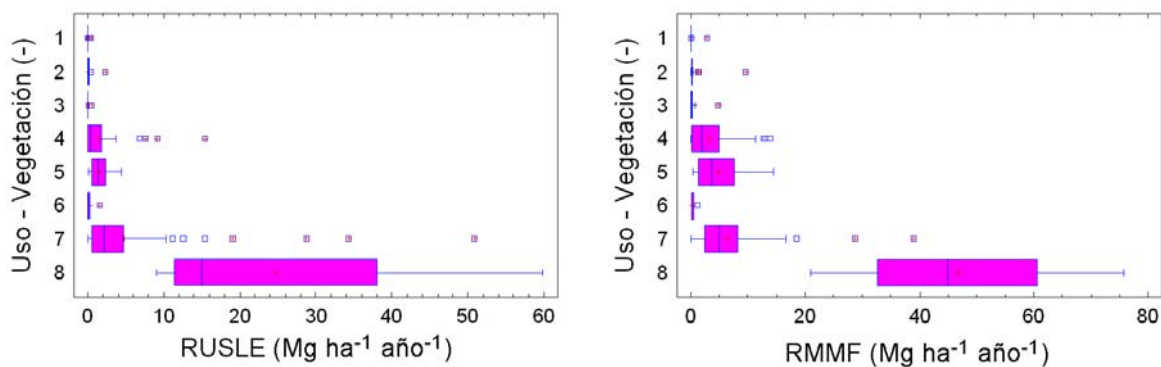 Uso - Vegetación (-)
1
2
3
4
5
6
7
8
0 10 20 30 40 50 60
RUSLE (Mg ha⁻¹ año⁻¹)
Uso - Vegetación (-)
1
2
3
4
5
6
7
8
0 20 40 60 80
RMMF (Mg ha⁻¹ año⁻¹)